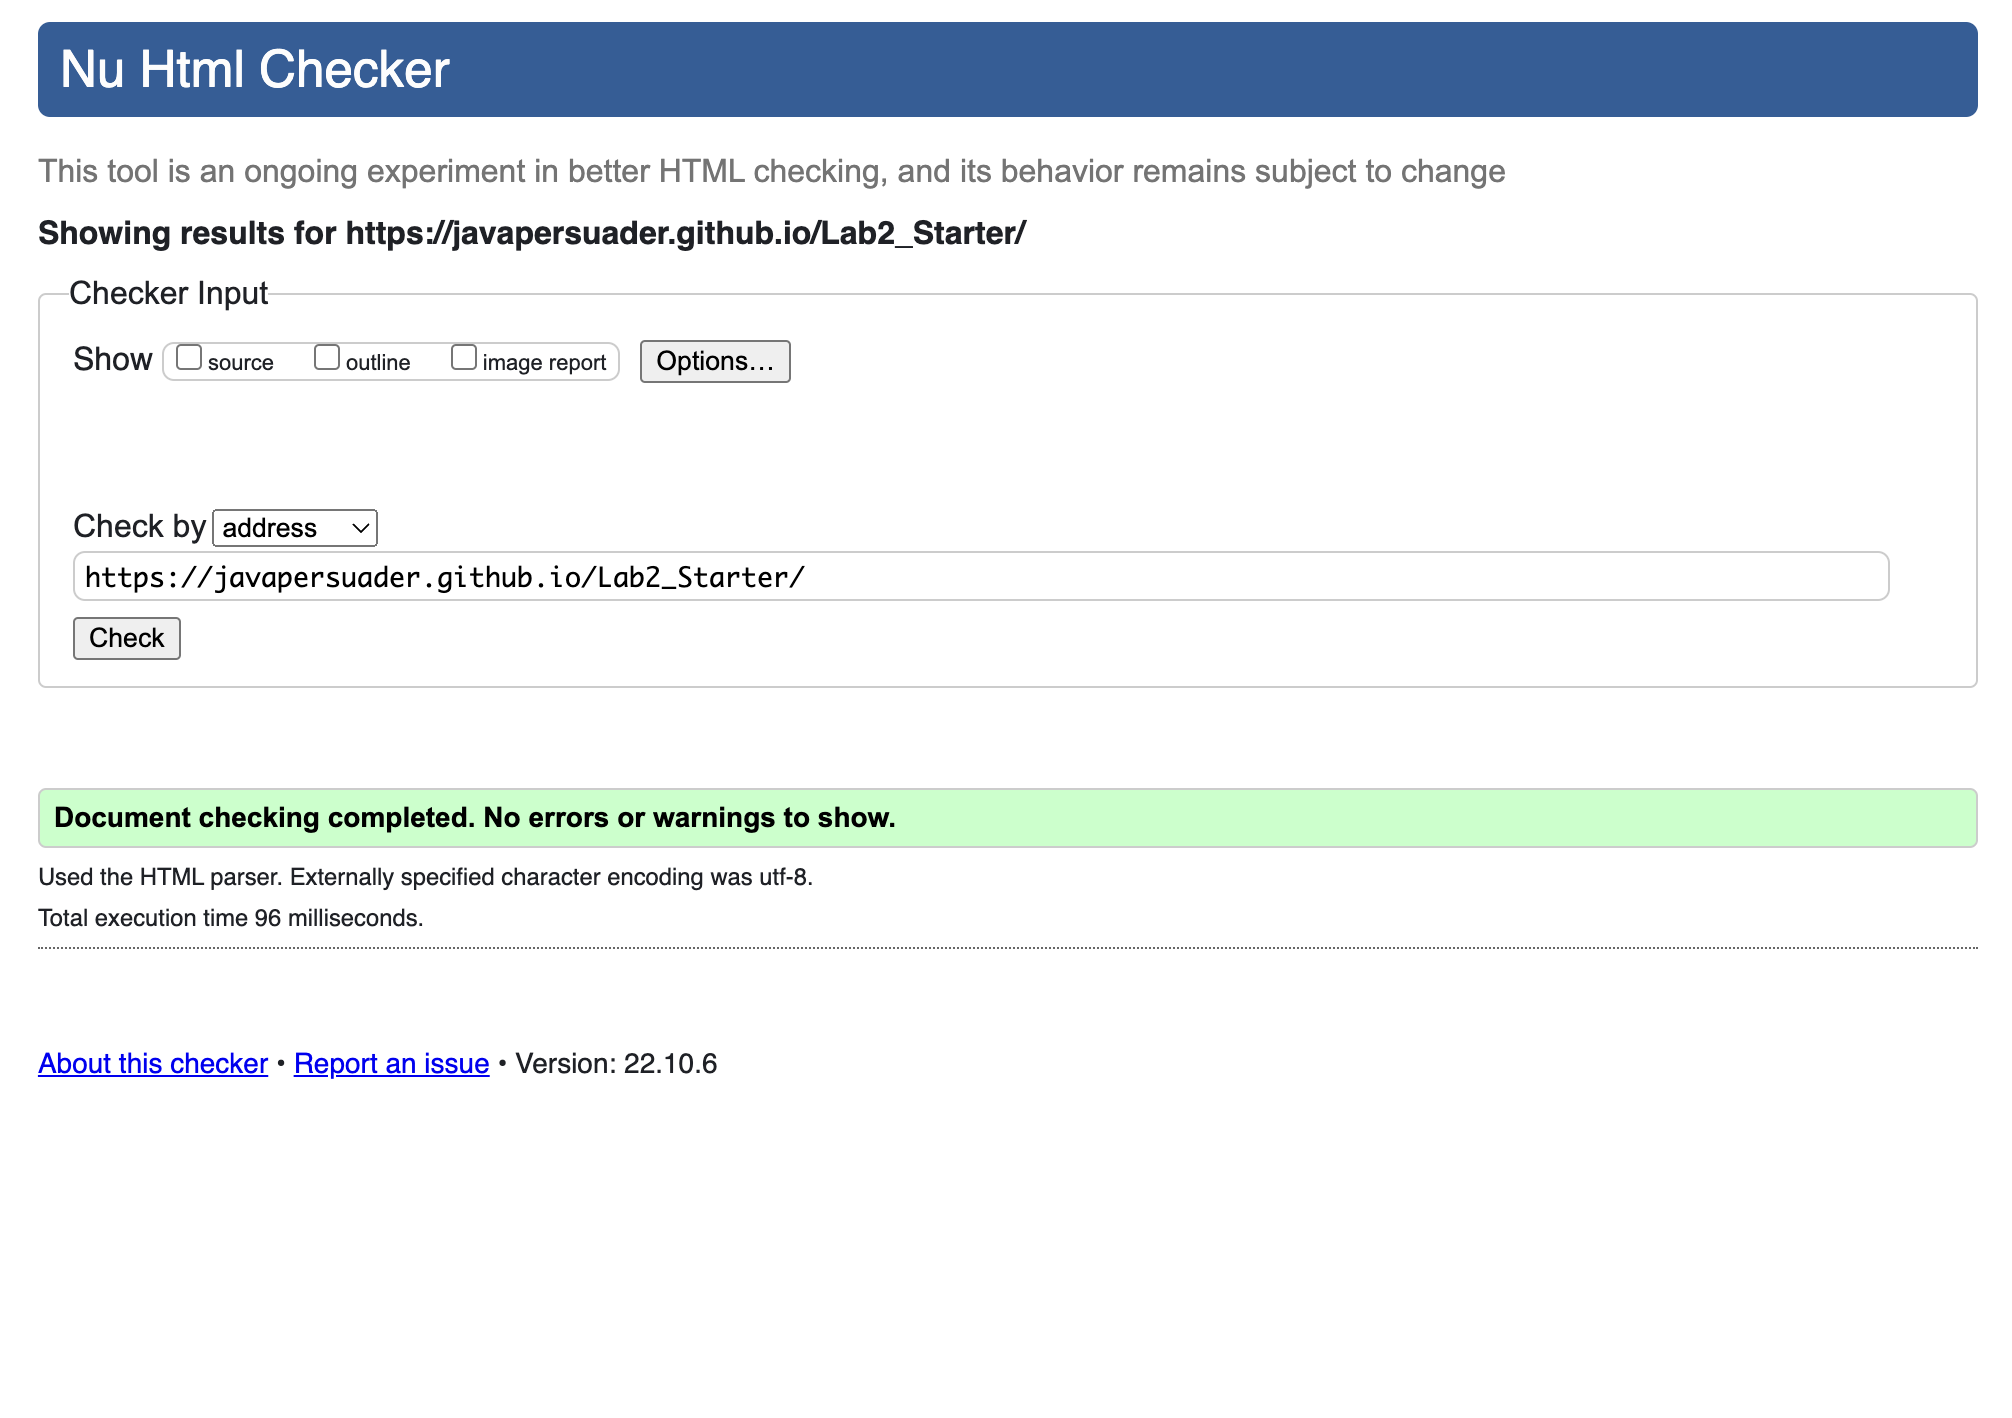 Nu Html Checker
This tool is an ongoing experiment in better HTML checking, and its behavior remains subject to change
Showing results for https://javapersuader.github.io/Lab2_Starter/
Checker Input
Show source outline image report Options...
Check by address
https://javapersuader.github.io/Lab2_Starter/
Check
Document checking completed. No errors or warnings to show.
Used the HTML parser. Externally specified character encoding was utf-8.
Total execution time 96 milliseconds.
About this checker • Report an issue • Version: 22.10.6